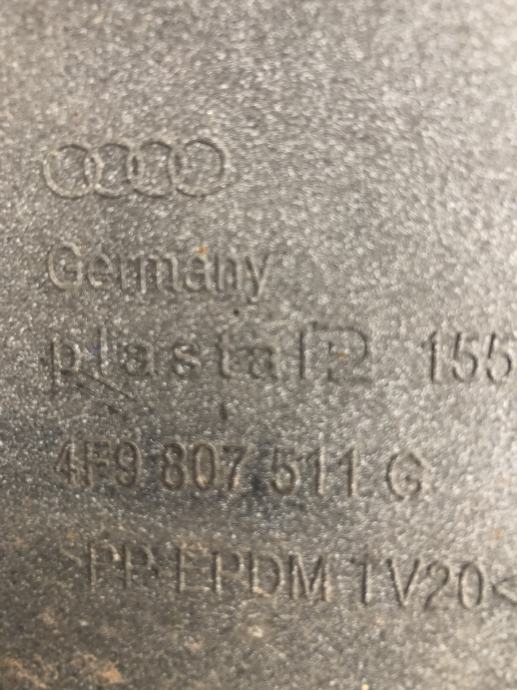 Germany
plastal 155
4F9 807 511 G
>PP-EPDM TV20<